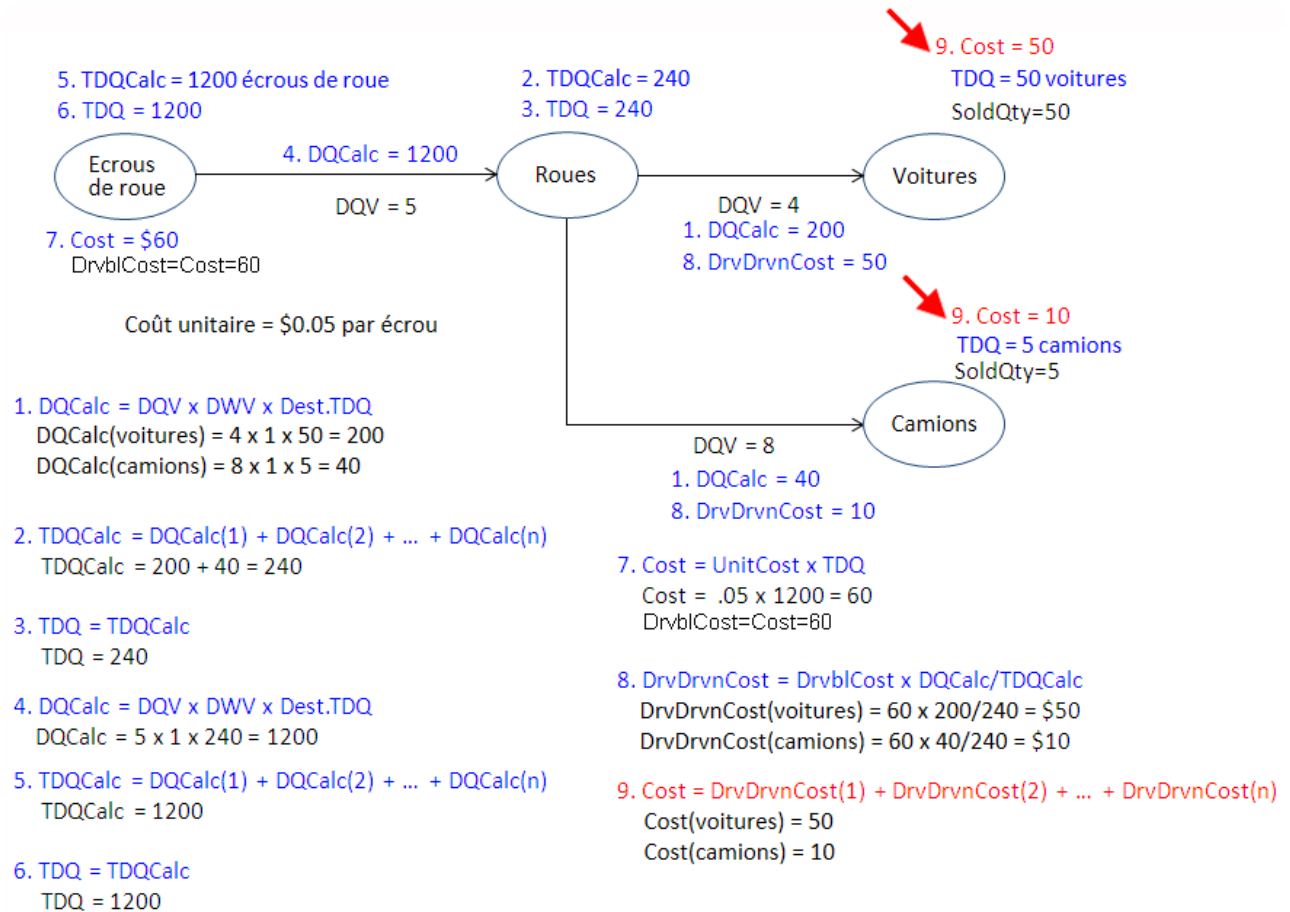 9. Cost = 50
TDQ = 50 voitures
SoldQty=50
5. TDQCalc = 1200 écrous de roue
6. TDQ = 1200
2. TDQCalc = 240
3. TDQ = 240
Ecrous
de roue
4. DQCalc = 1200
DQV = 5
Roues
DQV = 4
1. DQCalc = 200
8. DrvDrvnCost = 50
Voitures
7. Cost = $60
DrvblCost=Cost=60
Coût unitaire = $0.05 par écrou
9. Cost = 10
TDQ = 5 camions
SoldQty=5
Camions
DQV = 8
1. DQCalc = 40
8. DrvDrvnCost = 10
1. DQCalc = DQV x DWV x Dest.TDQ
DQCalc(voitures) = 4 x 1 x 50 = 200
DQCalc(camions) = 8 x 1 x 5 = 40
2. TDQCalc = DQCalc(1) + DQCalc(2) + ... + DQCalc(n)
TDQCalc = 200 + 40 = 240
3. TDQ = TDQCalc
TDQ = 240
4. DQCalc = DQV x DWV x Dest.TDQ
DQCalc = 5 x 1 x 240 = 1200
5. TDQCalc = DQCalc(1) + DQCalc(2) + ... + DQCalc(n)
TDQCalc = 1200
6. TDQ = TDQCalc
TDQ = 1200
7. Cost = UnitCost x TDQ
Cost = .05 x 1200 = 60
DrvblCost=Cost=60
8. DrvDrvnCost = DrvblCost x DQCalc/TDQCalc
DrvDrvnCost(voitures) = 60 x 200/240 = $50
DrvDrvnCost(camions) = 60 x 40/240 = $10
9. Cost = DrvDrvnCost(1) + DrvDrvnCost(2) + ... + DrvDrvnCost(n)
Cost(voitures) = 50
Cost(camions) = 10